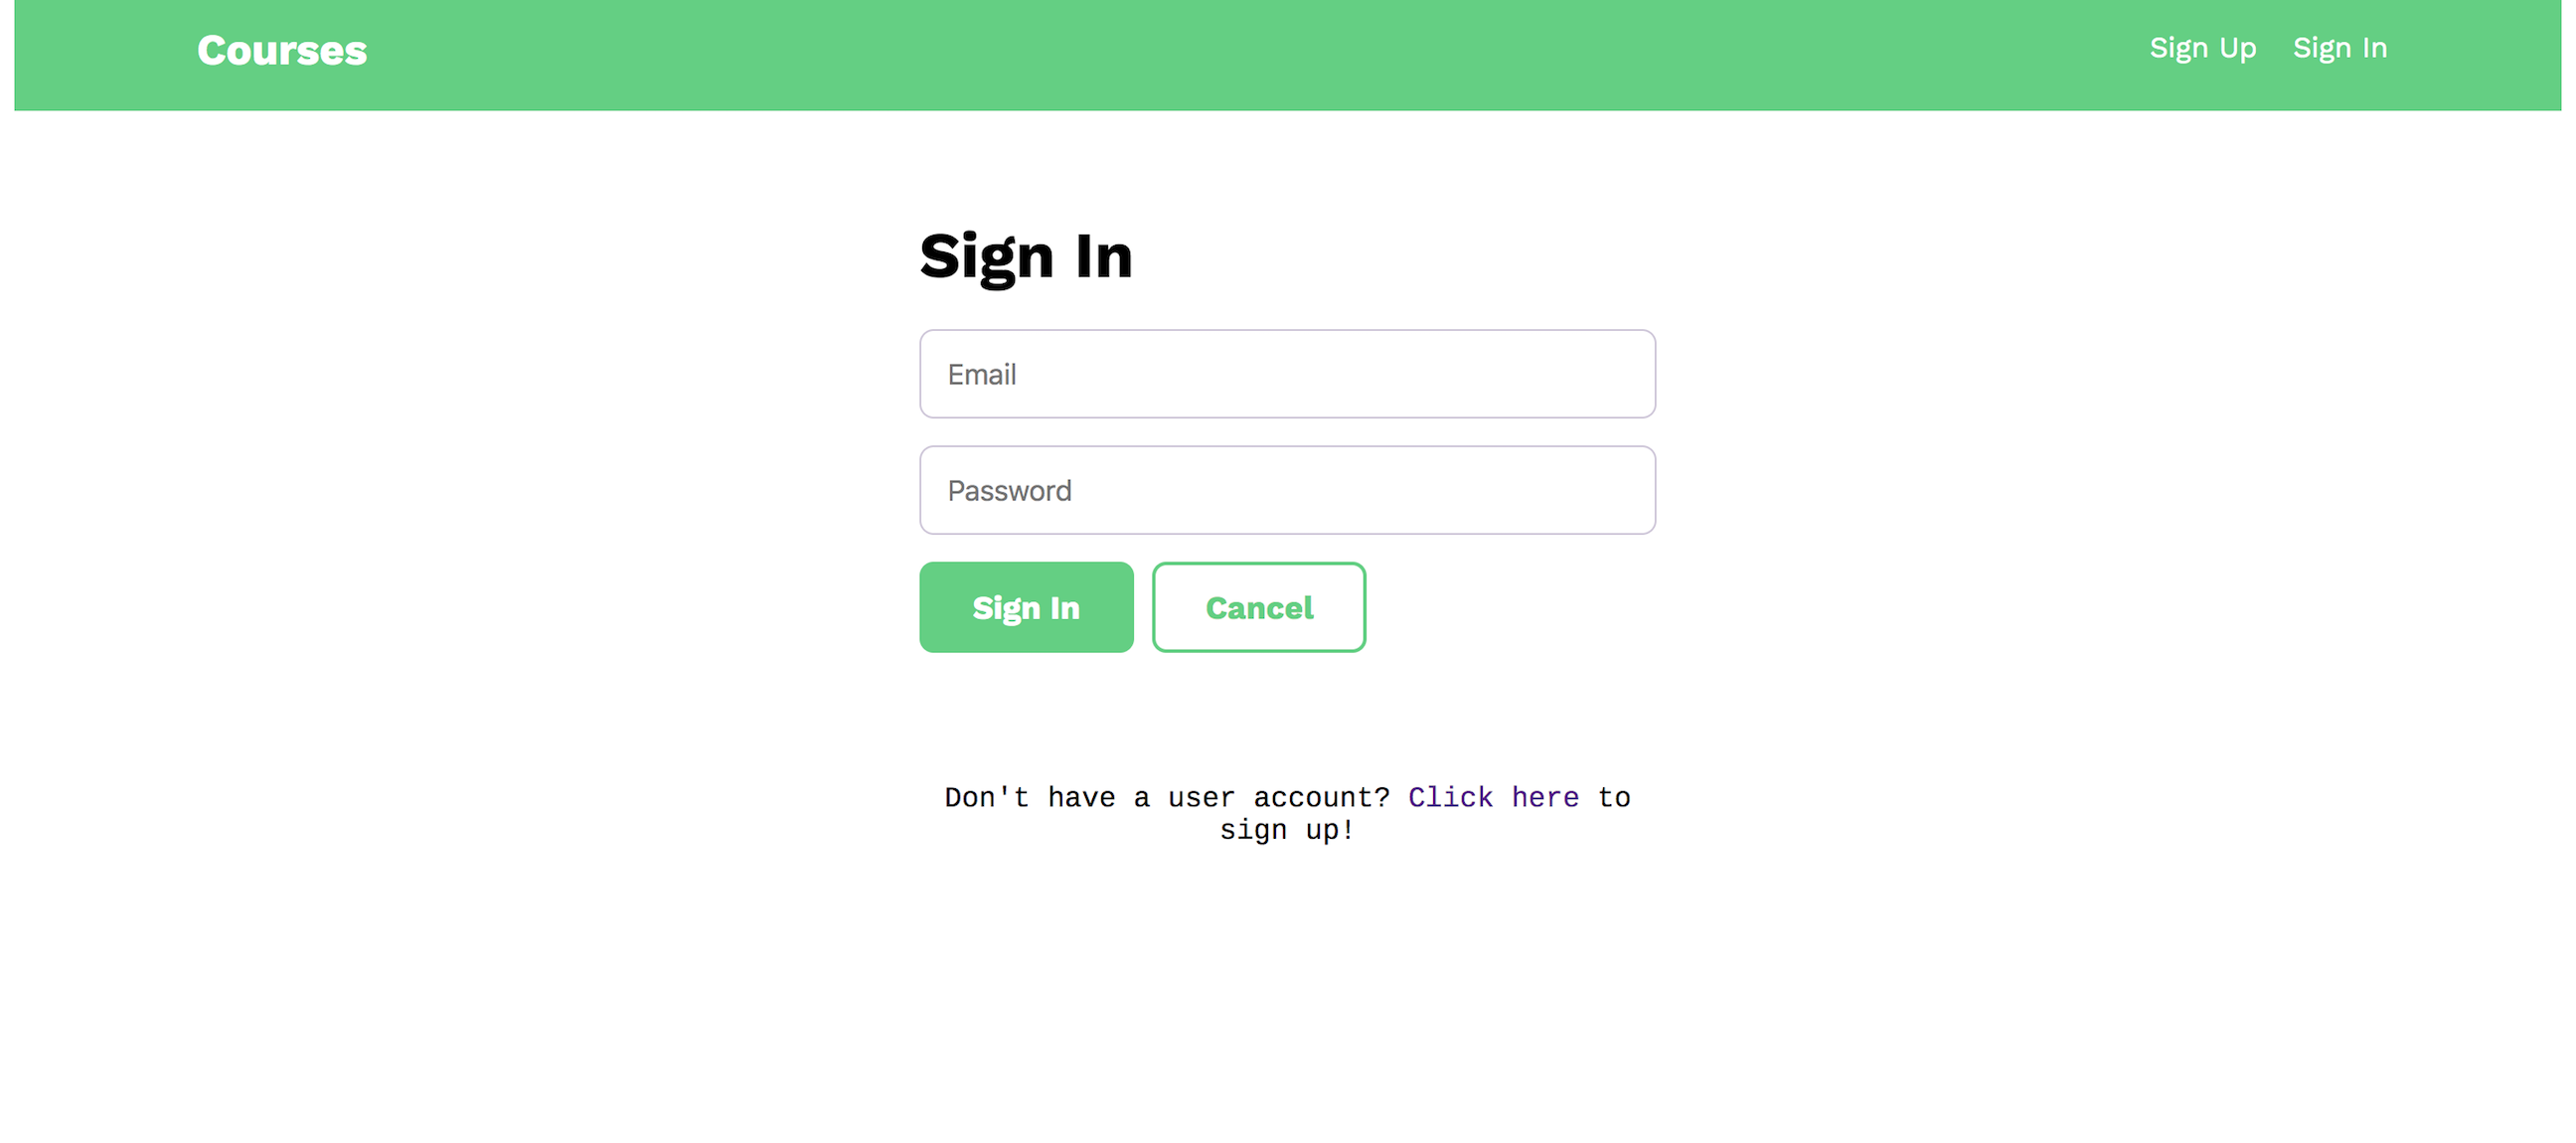 Courses
Sign Up Sign In
Sign In
Email
Password
Sign In
Cancel
Don't have a user account? Click here to
sign up!